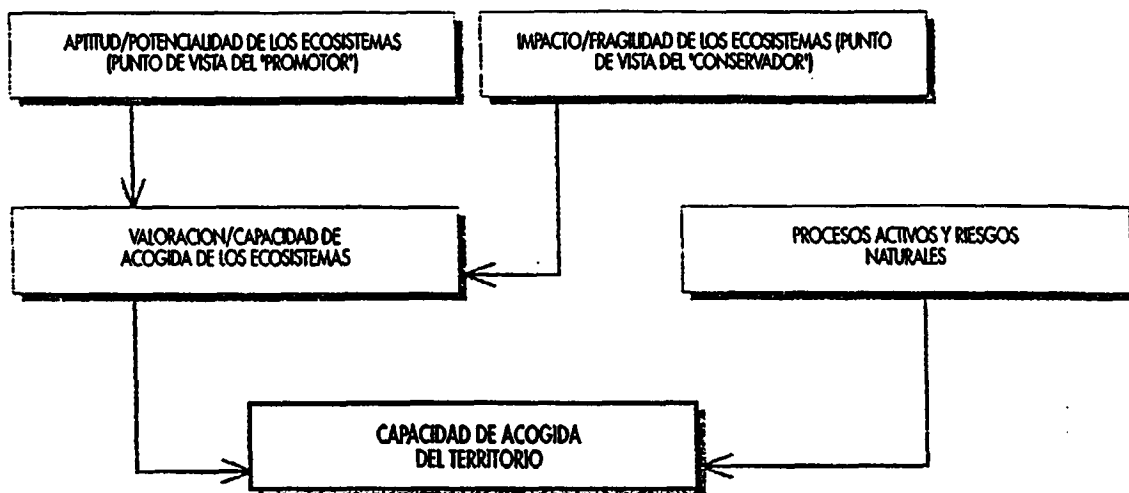 APTITUD/POTENCIALIDAD DE LOS ECOSISTEMAS
(PUNTO DE VISTA DEL "PROMOTOR")
IMPACTO/FRAGILIDAD DE LOS ECOSISTEMAS (PUNTO
DE VISTA DEL "CONSERVADOR")
VALORACION/CAPACIDAD DE
ACOGIDA DE LOS ECOSISTEMAS
PROCESOS ACTIVOS Y RIESGOS
NATURALES
CAPACIDAD DE ACOGIDA
DEL TERRITORIO